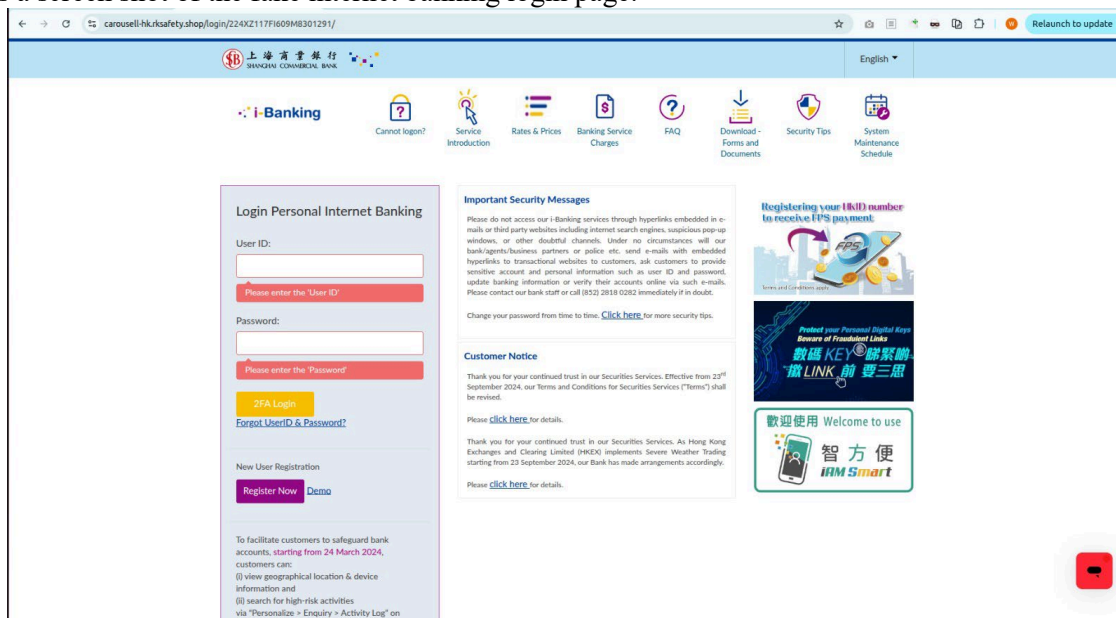 a screen shot of the fake internet banking login page.
carousell-hk.rksafety.shop/login/224XZ117FI609M8301291/
Relaunch to update
上海商業銀行
SHANGHAI COMMERCIAL BANK
English
i-Banking
Cannot logon?
Service
Introduction
Rates & Prices
Banking Service
Charges
FAQ
Download -
Forms and
Documents
Security Tips
System
Maintenance
Schedule
Login Personal Internet Banking
User ID:
Please enter the 'User ID'
Password:
Please enter the 'Password'
2FA Login
Forgot UserID & Password?
New User Registration
Register Now Demo
To facilitate customers to safeguard bank
accounts, starting from 24 March 2024,
customers can:
(i) view geographical location & device
information and
(ii) search for high-risk activities
via "Personalize > Enquiry > Activity Log" on
Important Security Messages
Please do not access our i-Banking services through hyperlinks embedded in e-
mails or third party websites including internet search engines, suspicious pop-up
windows, or other doubtful channels. Under no circumstances will our
bank/agents/business partners or police etc. send e-mails with embedded
hyperlinks to transactional websites to customers, ask customers to provide
sensitive account and personal information such as user ID and password,
update banking information or verify their accounts online via such e-mails.
Please contact our bank staff or call (852) 2818 0282 immediately if in doubt.
Change your password from time to time. Click here for more security tips.
Customer Notice
Thank you for your continued trust in our Securities Services. Effective from 23rd
September 2024, our Terms and Conditions for Securities Services ("Terms") shall
be revised.
Please click here for details.
Thank you for your continued trust in our Securities Services. As Hong Kong
Exchanges and Clearing Limited (HKEX) implements Severe Weather Trading
starting from 23 September 2024, our Bank has made arrangements accordingly.
Please click here for details.
Registering your HKID number
to receive FPS payment
FPS
Terms and Conditions apply
Protect your Personal Digital Keys
Beware of Fraudulent Links
數碼 KEY 睇緊啲
撳 LINK 前 要三思
歡迎使用 Welcome to use
智方便
iAM Smart